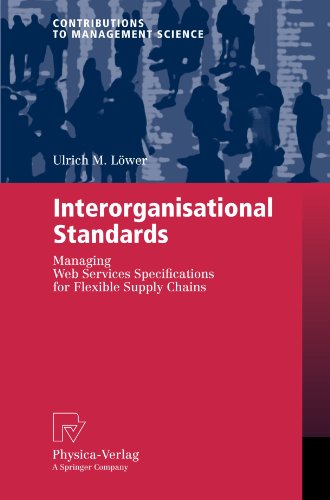 CONTRIBUTIONS
TO MANAGEMENT SCIENCE
Ulrich M. Löwer
Interorganisational
Standards
Managing
Web Services Specifications
for Flexible Supply Chains
Physica-Verlag
A Springer Company